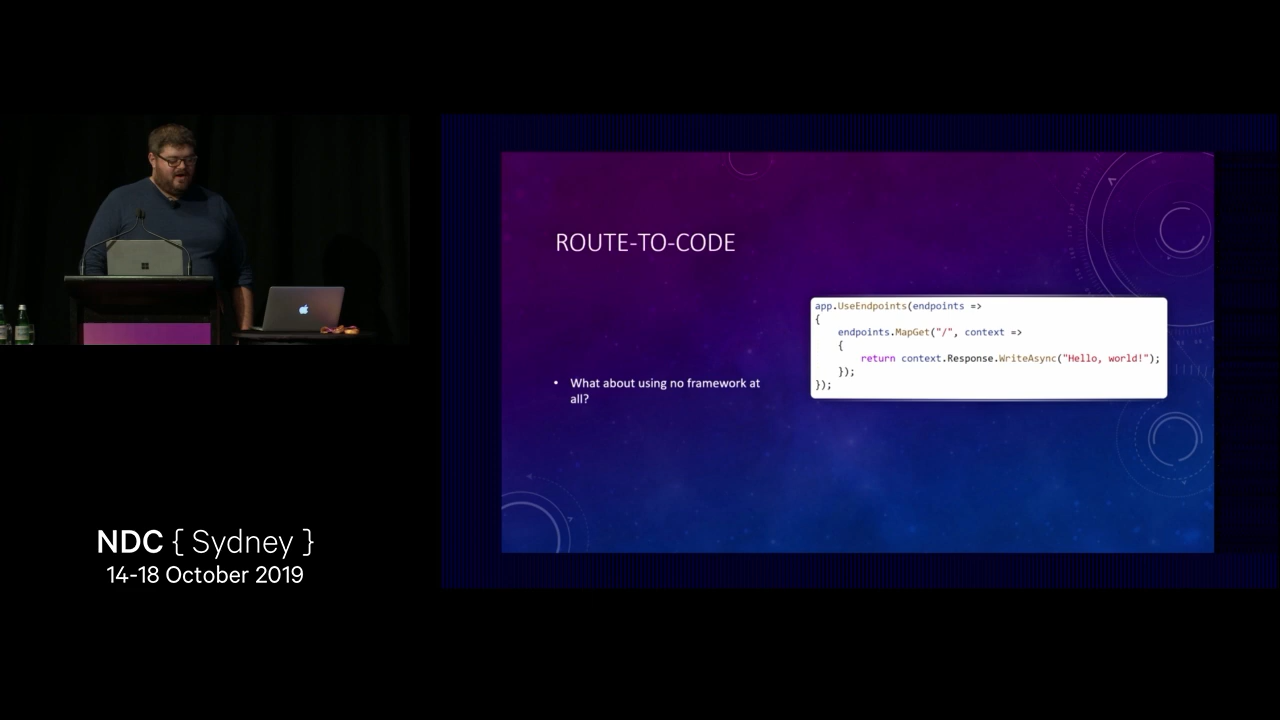 ROUTE-TO-CODE
• What about using no framework at
all?
app.UseEndpoints(endpoints =>
{
    endpoints.MapGet("/", context =>
    {
        return context.Response.WriteAsync("Hello, world!");
    });
});
NDC { Sydney }
14-18 October 2019